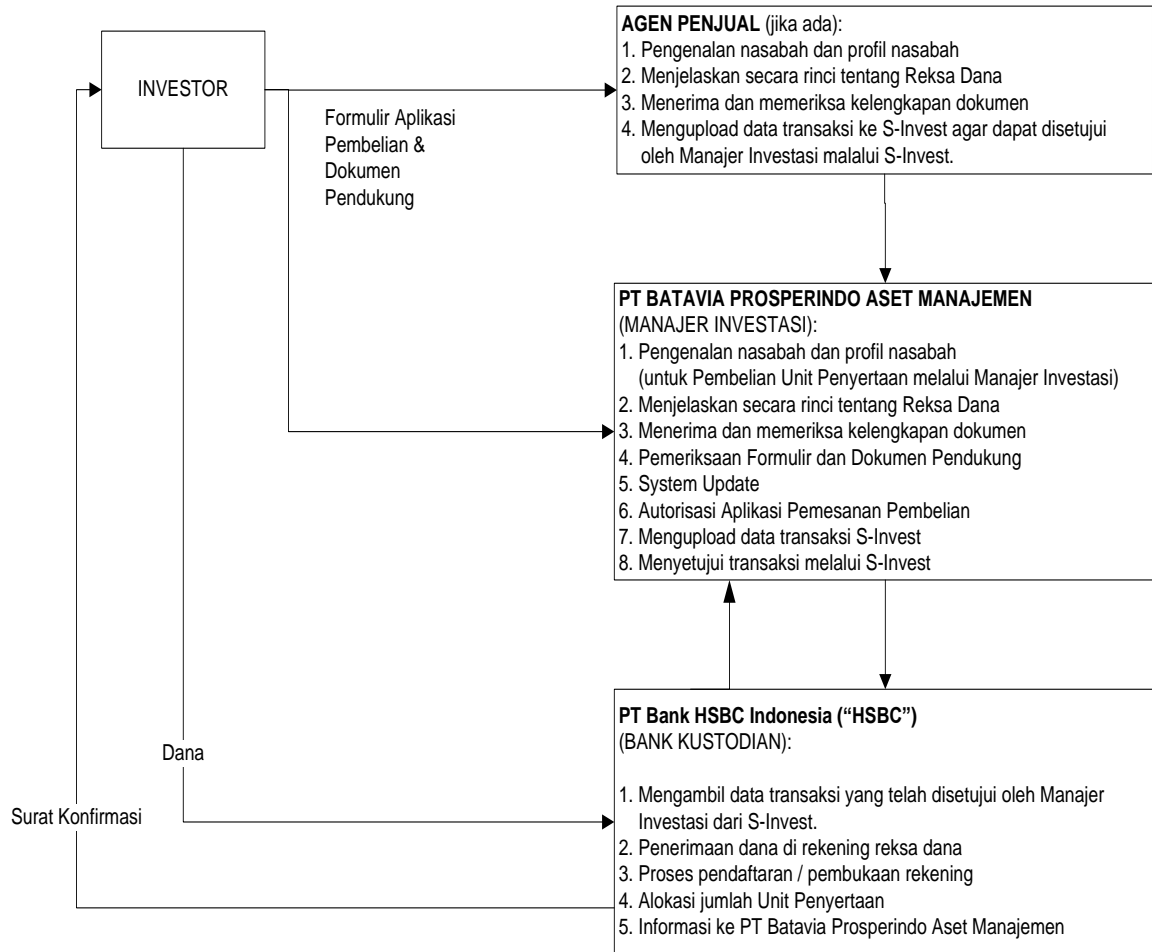 AGEN PENJUAL (jika ada):
1. Pengenalan nasabah dan profil nasabah
2. Menjelaskan secara rinci tentang Reksa Dana
3. Menerima dan memeriksa kelengkapan dokumen
4. Mengupload data transaksi ke S-Invest agar dapat disetujui
oleh Manajer Investasi malalui S-Invest.
INVESTOR
Formulir Aplikasi
Pembelian &
Dokumen
Pendukung
PT BATAVIA PROSPERINDO ASET MANAJEMEN
(MANAJER INVESTASI):
1. Pengenalan nasabah dan profil nasabah
(untuk Pembelian Unit Penyertaan melalui Manajer Investasi)
2. Menjelaskan secara rinci tentang Reksa Dana
3. Menerima dan memeriksa kelengkapan dokumen
4. Pemeriksaan Formulir dan Dokumen Pendukung
5. System Update
6. Autorisasi Aplikasi Pemesanan Pembelian
7. Mengupload data transaksi S-Invest
8. Menyetujui transaksi melalui S-Invest
PT Bank HSBC Indonesia (“HSBC”)
(BANK KUSTODIAN):
1. Mengambil data transaksi yang telah disetujui oleh Manajer
Investasi dari S-Invest.
2. Penerimaan dana di rekening reksa dana
3. Proses pendaftaran / pembukaan rekening
4. Alokasi jumlah Unit Penyertaan
5. Informasi ke PT Batavia Prosperindo Aset Manajemen
Dana
Surat Konfirmasi